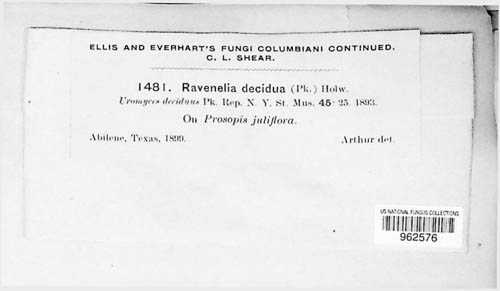 ELLIS AND EVERHART'S FUNGI COLUMBIANI CONTINUED.
C. L. SHEAR.
1481. Ravenelia decidua (Pk.) Holw.
Uromyces deciduus Pk. Rep. N. Y. St. Mus. 45: 25. 1893.
On Prosopis juliflora.
Abilene, Texas, 1899. Arthur det.
US NATIONAL FUNGUS COLLECTIONS
962576